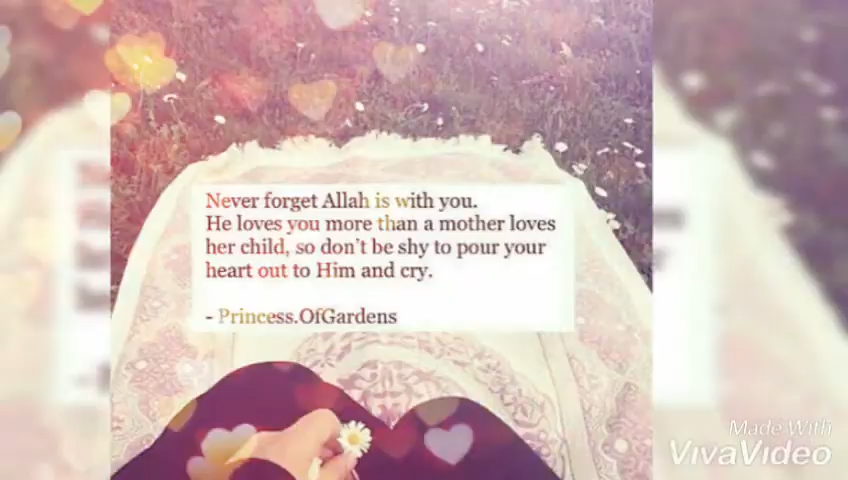 Never forget Allah is with you.
He loves you more than a mother loves
her child, so don't be shy to pour your
heart out to Him and cry.
- Princess.OfGardens
Made With
VivaVideo